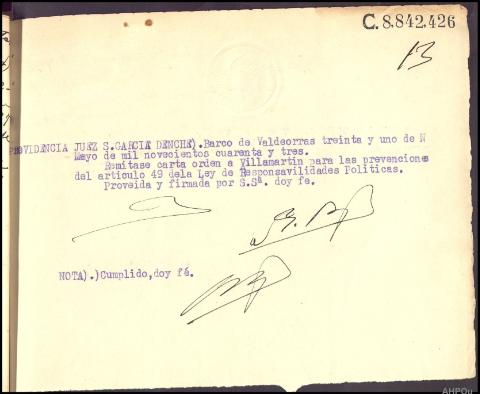 C.8.842.426
13
PROVIDENCIA JUEZ S.GARCIA DENCHE).Barco de Valdeorras treinta y uno de N
Mayo de mil novecientos cuarenta y tres.
Remitase carta orden a Villamartin para las prevenciones
del articulo 49 dela Ley de Responsavilidades Politicas.
Proveida y firmada por S.Sª. doy fe.
NOTA).)Cumplido,doy fé.
AHPOu